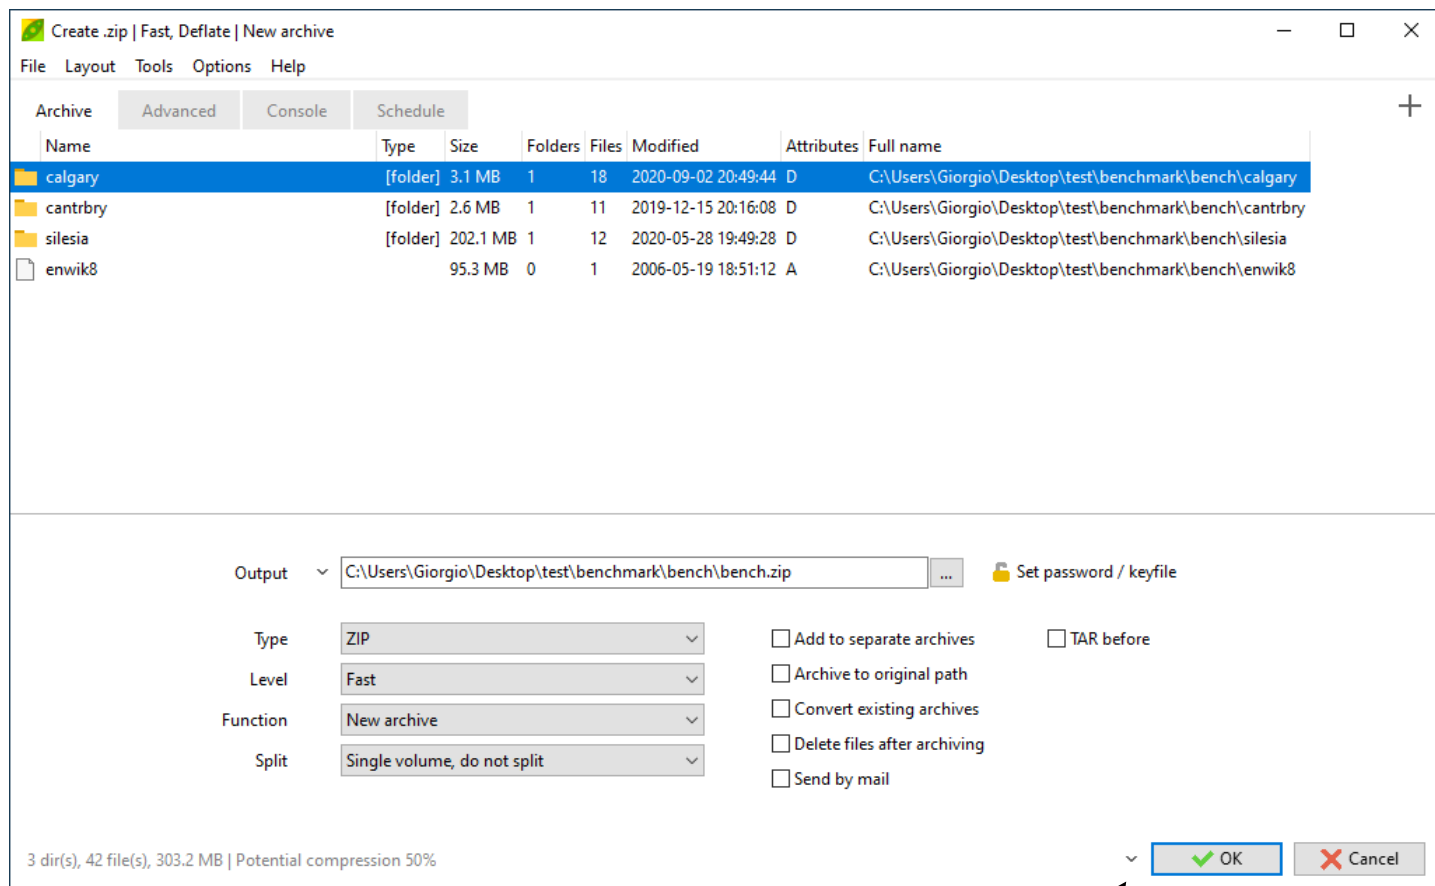 Create .zip | Fast, Deflate | New archive
File Layout Tools Options Help
Archive Advanced Console Schedule
Name Type Size Folders Files Modified Attributes Full name
calgary [folder] 3.1 MB 1 18 2020-09-02 20:49:44 D C:\Users\Giorgio\Desktop\test\benchmark\bench\calgary
cantrbry [folder] 2.6 MB 1 11 2019-12-15 20:16:08 D C:\Users\Giorgio\Desktop\test\benchmark\bench\cantrbry
silesia [folder] 202.1 MB 1 12 2020-05-28 19:49:28 D C:\Users\Giorgio\Desktop\test\benchmark\bench\silesia
enwik8 95.3 MB 0 1 2006-05-19 18:51:12 A C:\Users\Giorgio\Desktop\test\benchmark\bench\enwik8
Output C:\Users\Giorgio\Desktop\test\benchmark\bench\bench.zip ... Set password / keyfile
Type ZIP Add to separate archives TAR before
Level Fast Archive to original path
Function New archive Convert existing archives
Delete files after archiving
Split Single volume, do not split
Send by mail
3 dir(s), 42 file(s), 303.2 MB | Potential compression 50% OK Cancel